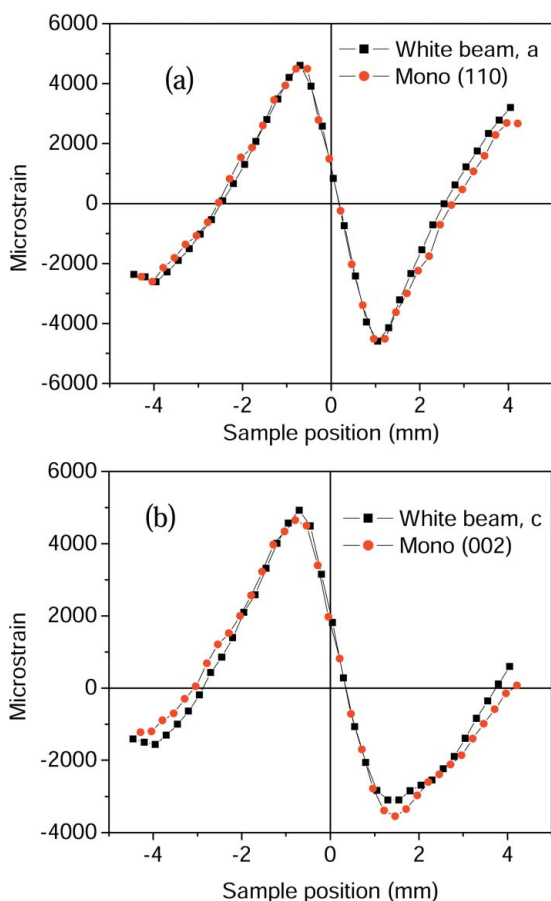 6000
(a)
White beam, a
Mono (110)
4000
2000
0
-2000
-4000
-6000
Microstrain
-4 -2 0 2 4
Sample position (mm)
6000
(b)
White beam, c
Mono (002)
4000
2000
0
-2000
-4000
Microstrain
-4 -2 0 2 4
Sample position (mm)